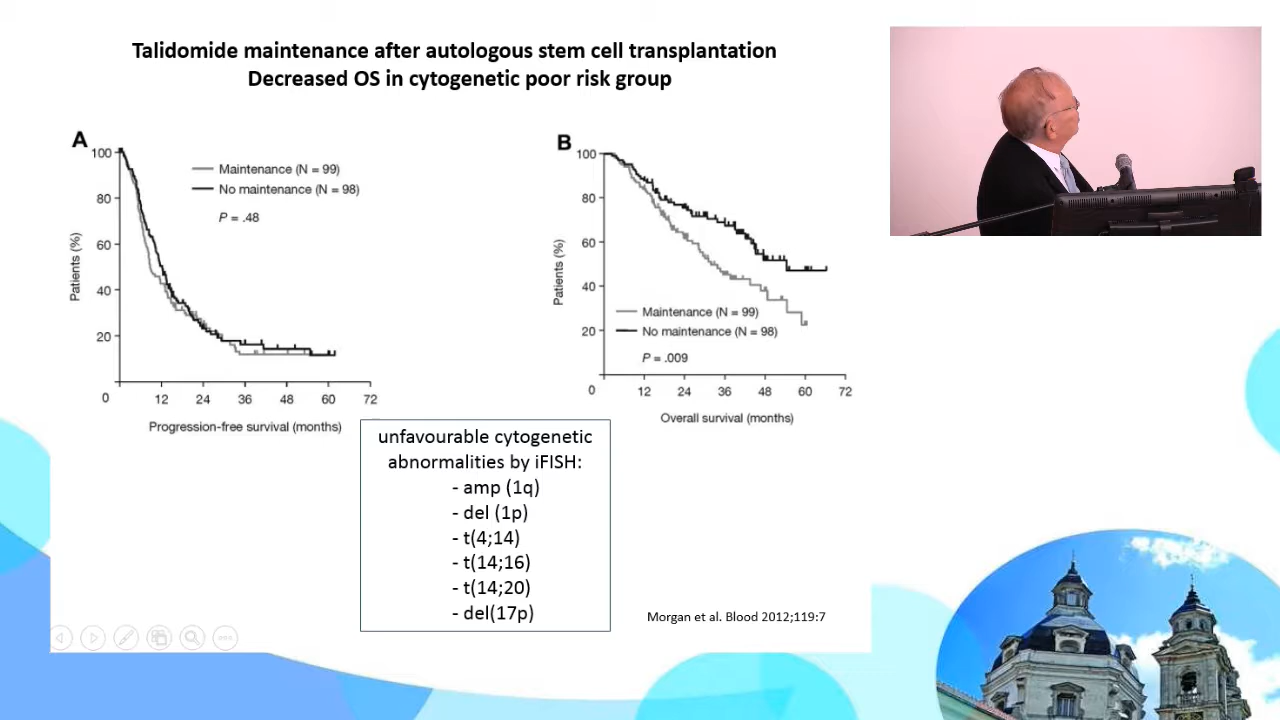 Talidomide maintenance after autologous stem cell transplantation
Decreased OS in cytogenetic poor risk group
A
100
80
60
40
20
0
12
24
36
48
60
72
Patients (%)
Maintenance (N = 99)
No maintenance (N = 98)
P = .48
Progression-free survival (months)
B
100
80
60
40
20
0
12
24
36
48
60
72
Patients (%)
Maintenance (N = 99)
No maintenance (N = 98)
P = .009
Overall survival (months)
unfavourable cytogenetic
abnormalities by iFISH:
- amp (1q)
- del (1p)
- t(4;14)
- t(14;16)
- t(14;20)
- del(17p)
Morgan et al. Blood 2012;119:7